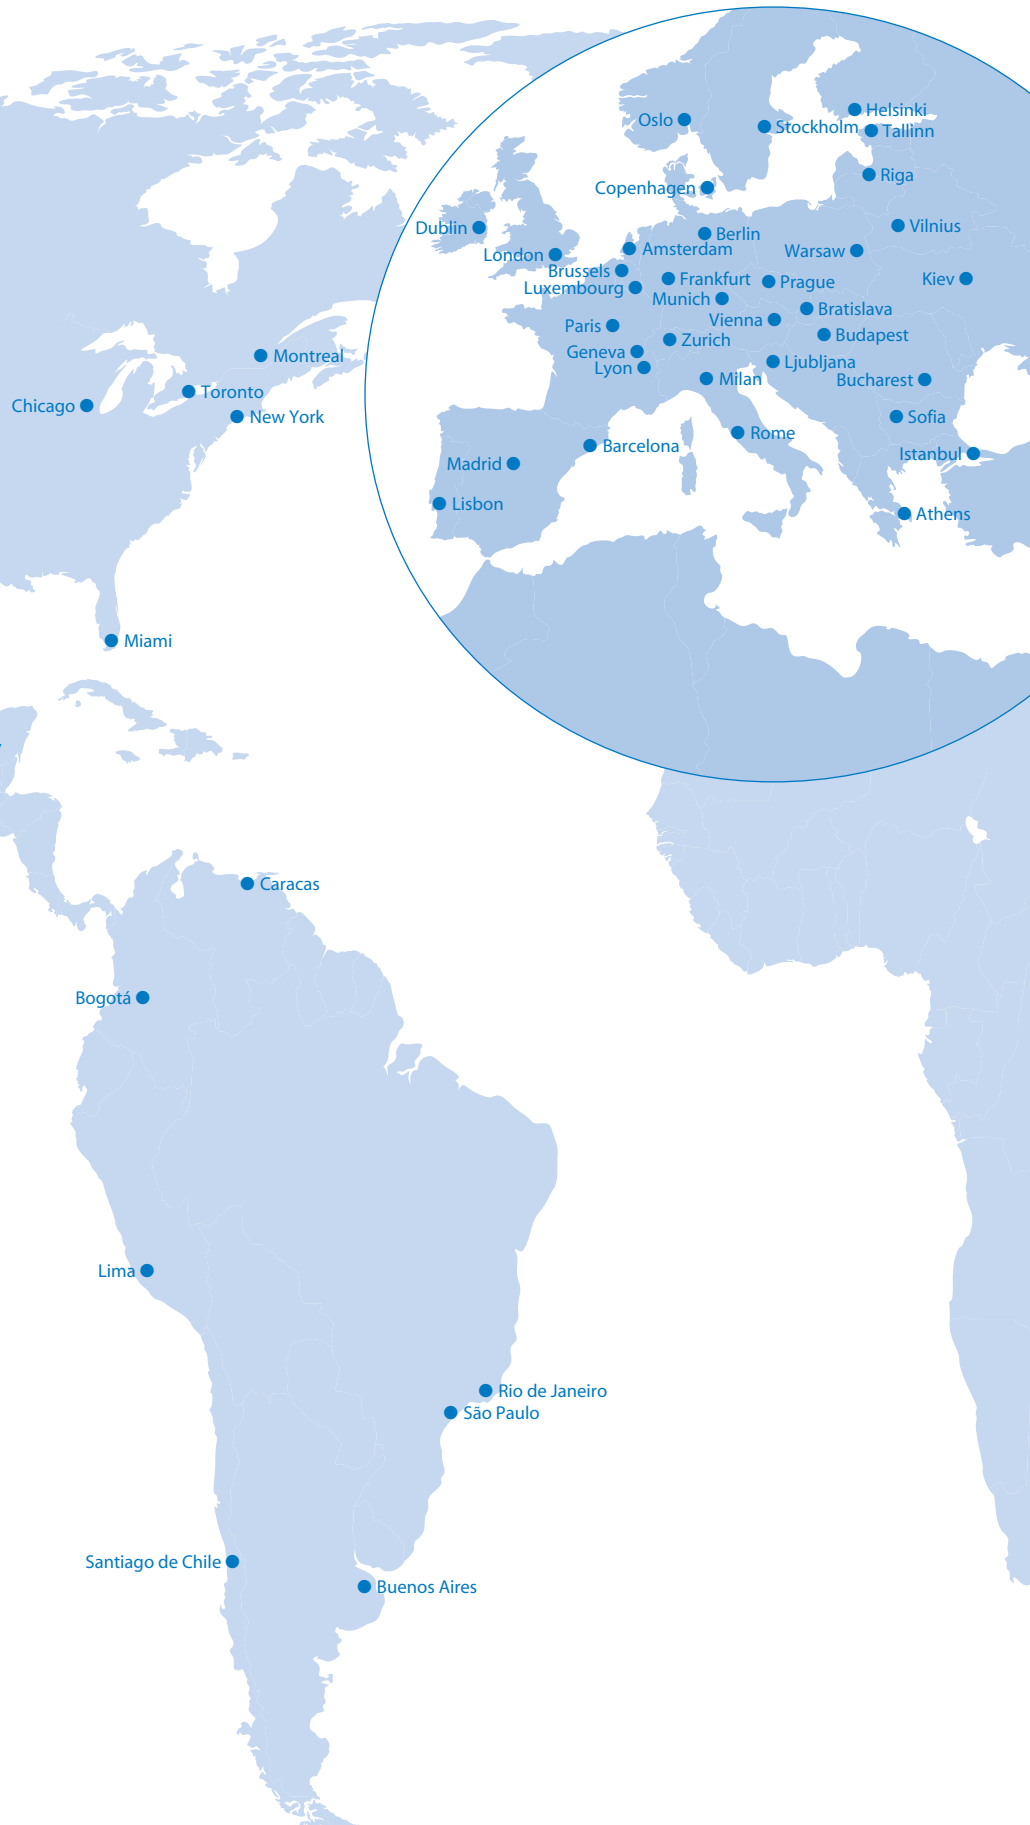 Helsinki
Oslo
Stockholm
Tallinn
Riga
Copenhagen
Dublin
Vilnius
Berlin
Amsterdam
Warsaw
London
Brussels
Frankfurt
Prague
Kiev
Luxembourg
Munich
Bratislava
Vienna
Paris
Budapest
Zurich
Geneva
Montreal
Ljubljana
Lyon
Milan
Bucharest
Toronto
Chicago
New York
Sofia
Rome
Barcelona
Istanbul
Madrid
Lisbon
Athens
Miami
Caracas
Bogotá
Lima
Rio de Janeiro
São Paulo
Santiago de Chile
Buenos Aires